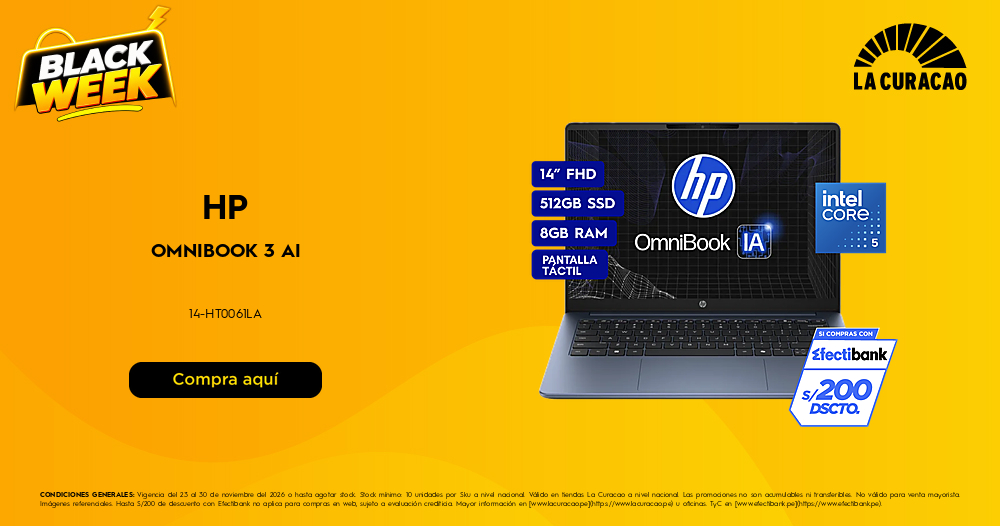 BLACK
WEEK
LA CURACAO
HP
OMNIBOOK 3 AI
14-HT0061LA
Compra aquí
14” FHD
512GB SSD
8GB RAM
PANTALLA
TÁCTIL
hp
OmniBook IA
intel
CORE
5
hp
SI COMPRAS CON
Efectibank
S/200
DSCTO.
CONDICIONES GENERALES: Vigencia del 23 al 30 de noviembre del 2026 o hasta agotar stock. Stock mínimo: 10 unidades por Sku a nivel nacional. Válido en tiendas La Curacao a nivel nacional. Las promociones no son acumulables ni transferibles. No válido para venta mayorista.
Imágenes referenciales. Hasta S/200 de descuento con Efectibank no aplica para compras en web, sujeto a evaluación crediticia. Mayor información en [www.lacuracao.pe](https://www.lacuracao.pe) u oficinas. TyC en [www.efectibank.pe](https://www.efectibank.pe).